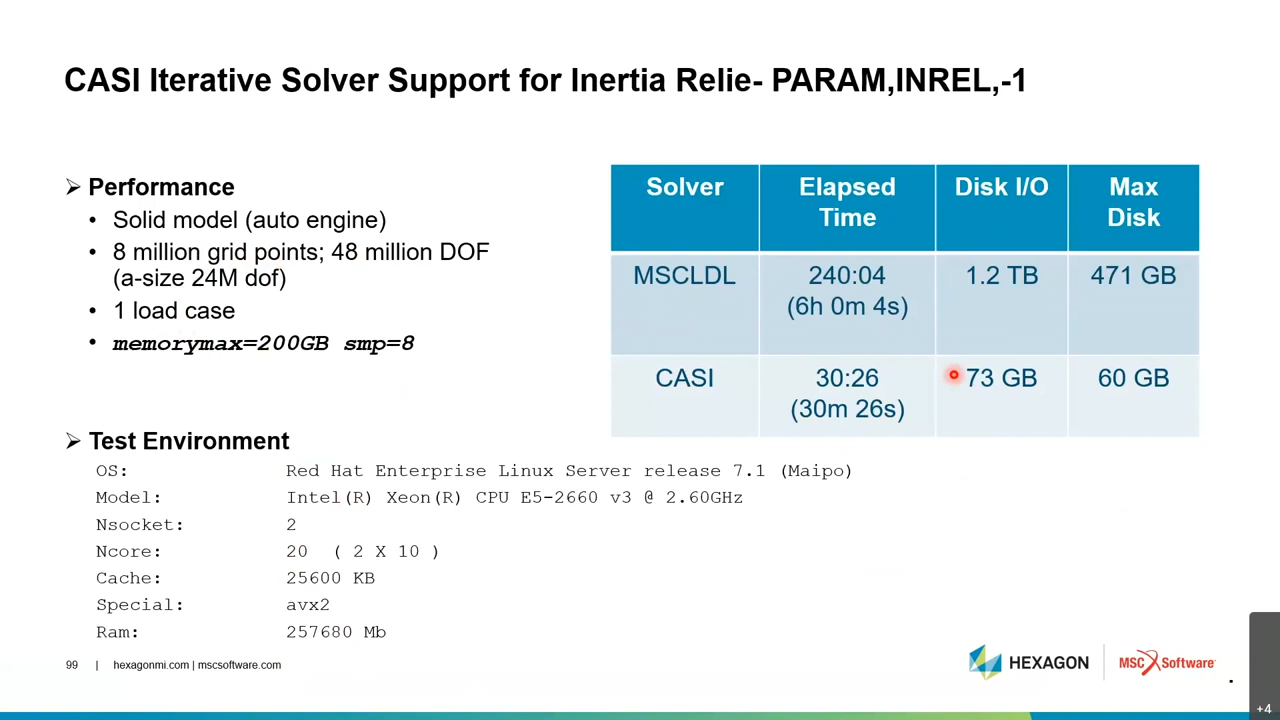 CASI Iterative Solver Support for Inertia Relie- PARAM,INREL,-1
➢ Performance
• Solid model (auto engine)
• 8 million grid points; 48 million DOF
(a-size 24M dof)
• 1 load case
• memorymax=200GB smp=8
Solver Elapsed Time Disk I/O Max Disk
MSCLDL 240:04 (6h 0m 4s) 1.2 TB 471 GB
CASI 30:26 (30m 26s) 73 GB 60 GB
➢ Test Environment
OS: Red Hat Enterprise Linux Server release 7.1 (Maipo)
Model: Intel(R) Xeon(R) CPU E5-2660 v3 @ 2.60GHz
Nsocket: 2
Ncore: 20 ( 2 X 10 )
Cache: 25600 KB
Special: avx2
Ram: 257680 Mb
99 | hexagonmi.com | mscsoftware.com
HEXAGON | MSC Software
+4